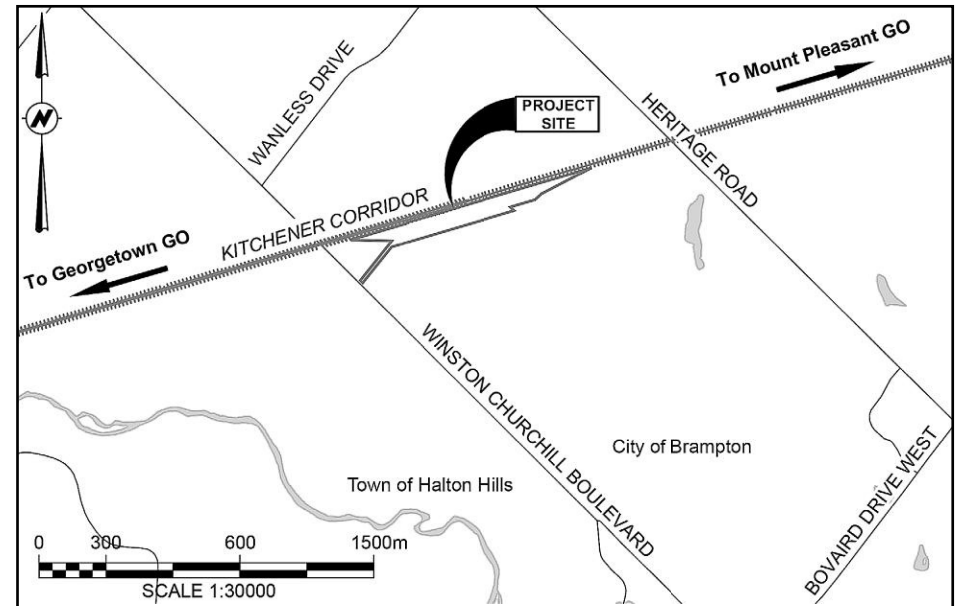 To Mount Pleasant GO
WANLESS DRIVE
PROJECT
SITE
HERITAGE ROAD
N
KITCHENER CORRIDOR
To Georgetown GO
WINSTON CHURCHILL BOULEVARD
City of Brampton
Town of Halton Hills
BOVAIRD DRIVE WEST
0 300 600 1500m
SCALE 1:30000